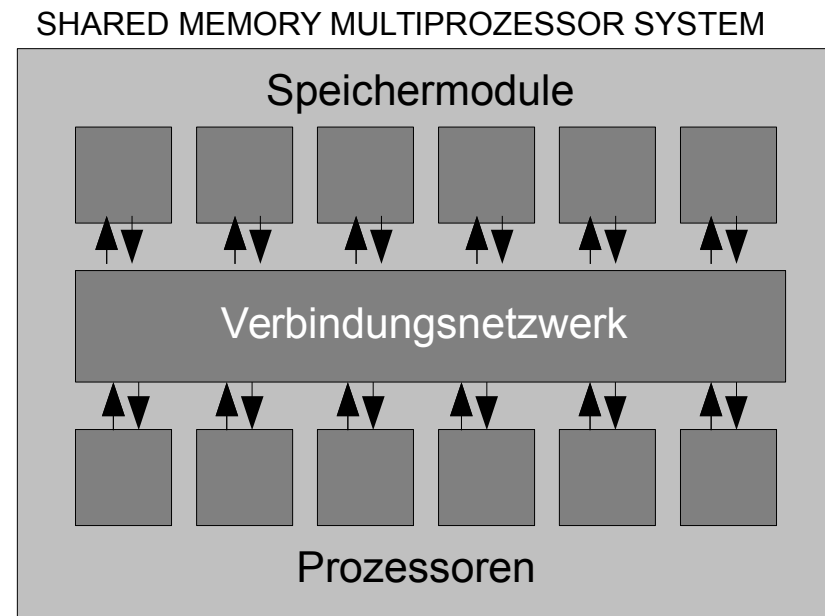 SHARED MEMORY MULTIPROZESSOR SYSTEM
Speichermodule
Verbindungsnetzwerk
Prozessoren